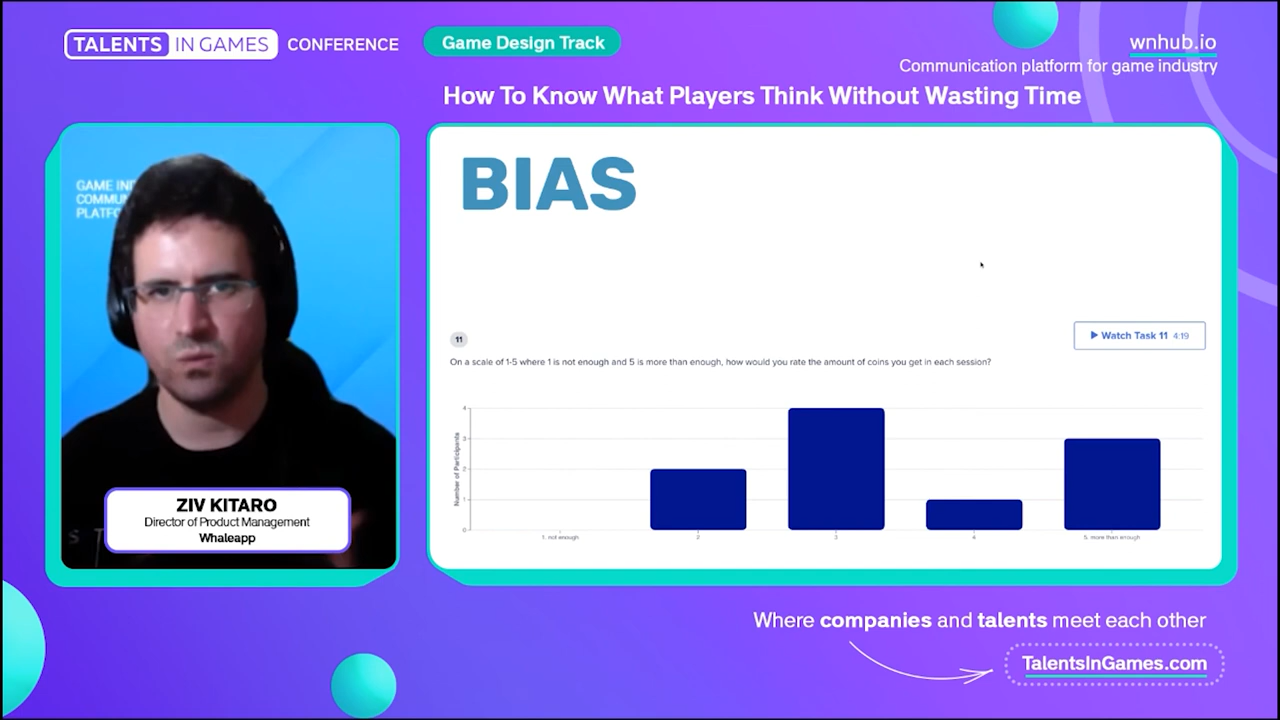 TALENTS IN GAMES CONFERENCE
Game Design Track
wnhub.io
Communication platform for game industry
How To Know What Players Think Without Wasting Time
GAME IND
COMMUN
PLATFO
ZIV KITARO
Director of Product Management
Whaleapp
BIAS
11
Watch Task 11 4:19
On a scale of 1-5 where 1 is not enough and 5 is more than enough, how would you rate the amount of coins you get in each session?
Number of Participants
4
3
2
1
0
1. not enough
2
3
4
5. more than enough
Where companies and talents meet each other
TalentsInGames.com